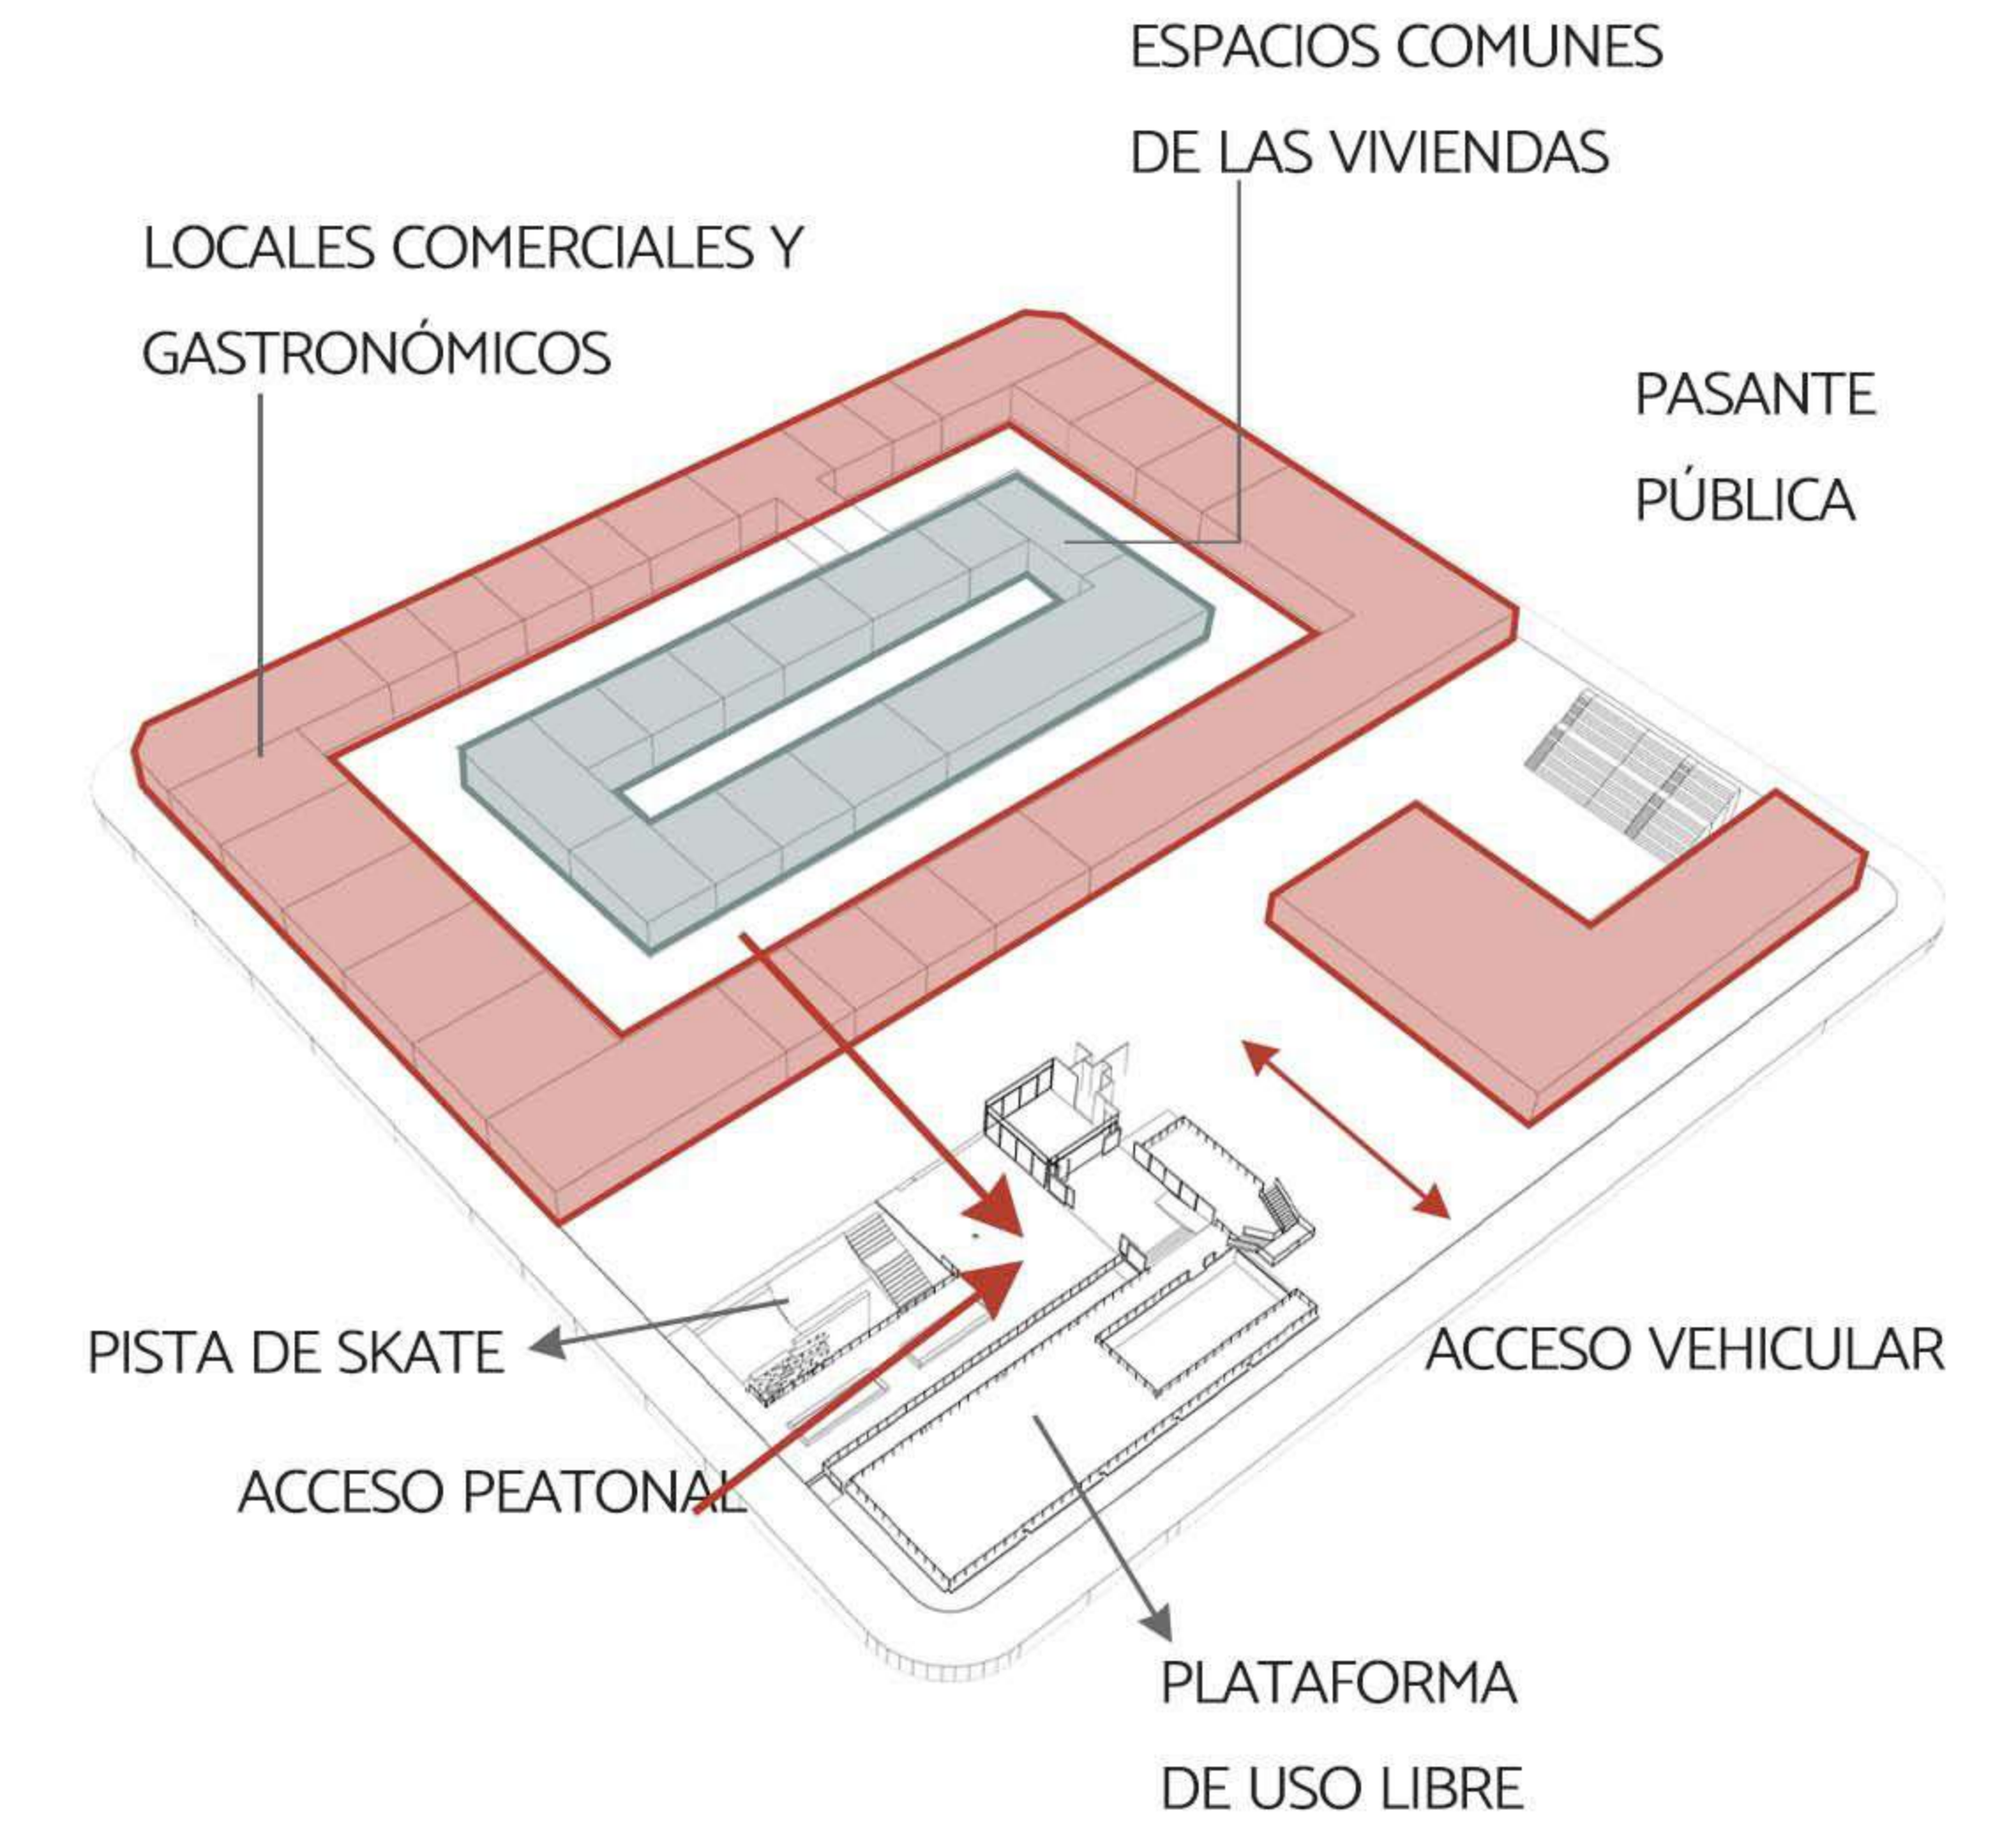 ESPACIOS COMUNES
DE LAS VIVIENDAS
LOCALES COMERCIALES Y
GASTRONÓMICOS
PASANTE
PÚBLICA
PISTA DE SKATE
ACCESO VEHICULAR
ACCESO PEATONAL
PLATAFORMA
DE USO LIBRE